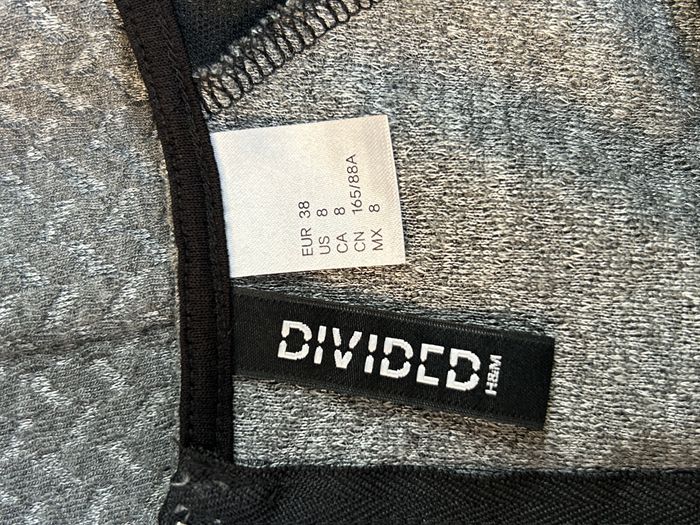 EUR 38
US 8
CA 8
CN 165/88A
MX 8
DIVIDED
H&M